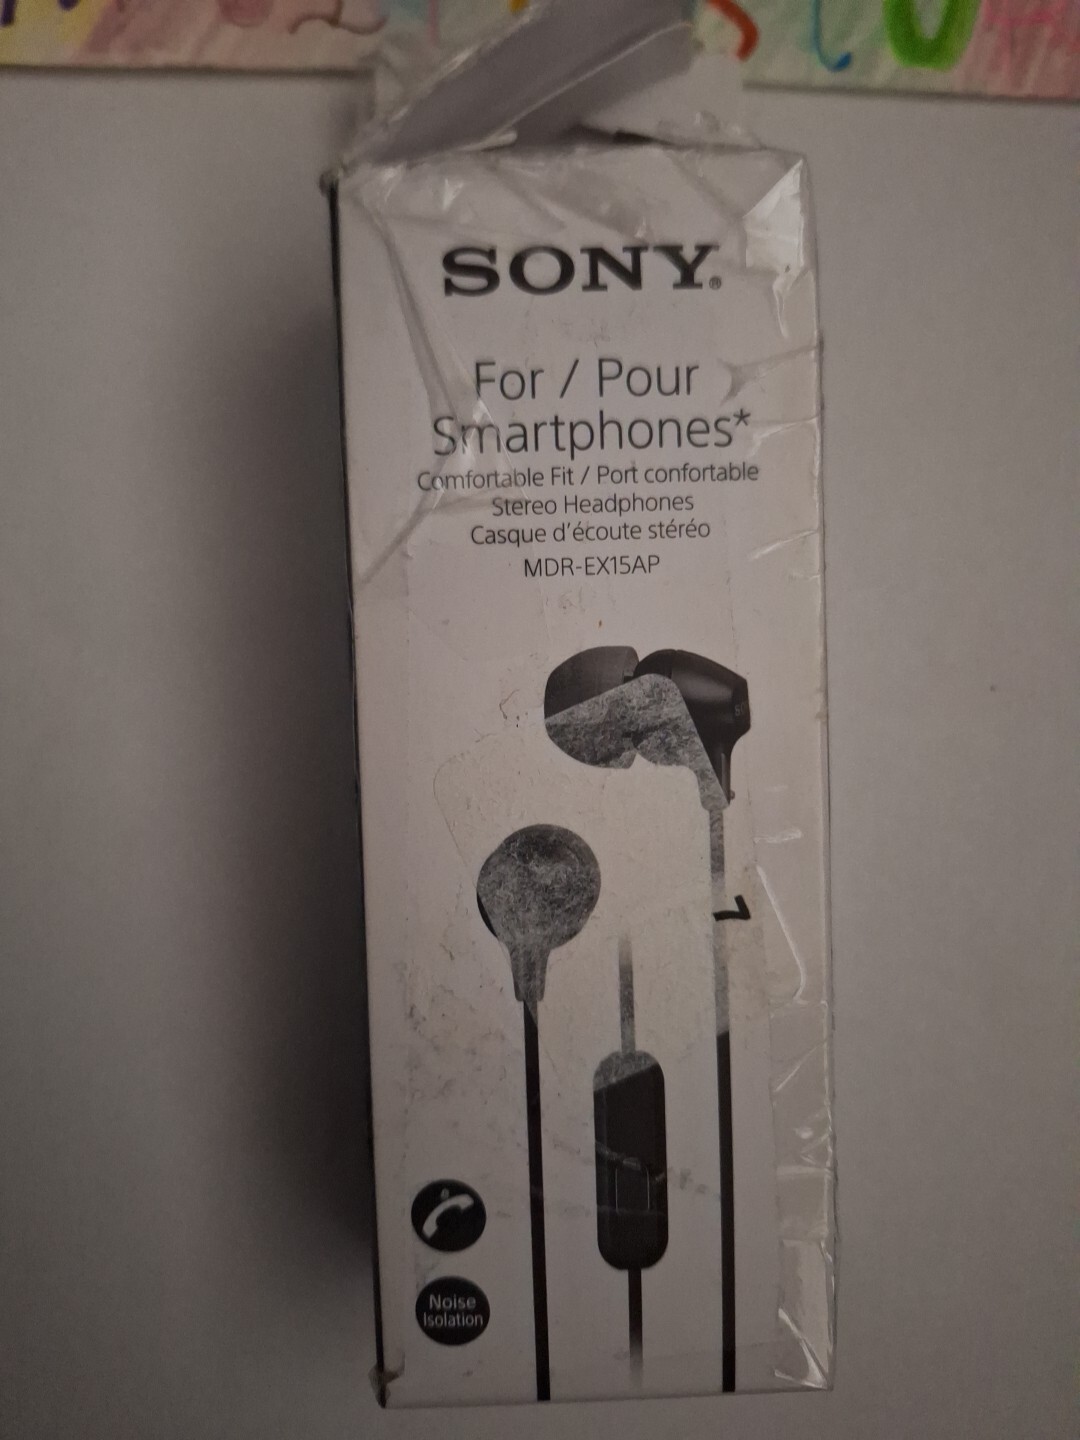 SONY®
For / Pour
Smartphones*
Comfortable Fit / Port confortable
Stereo Headphones
Casque d'écoute stéréo
MDR-EX15AP
Noise
Isolation